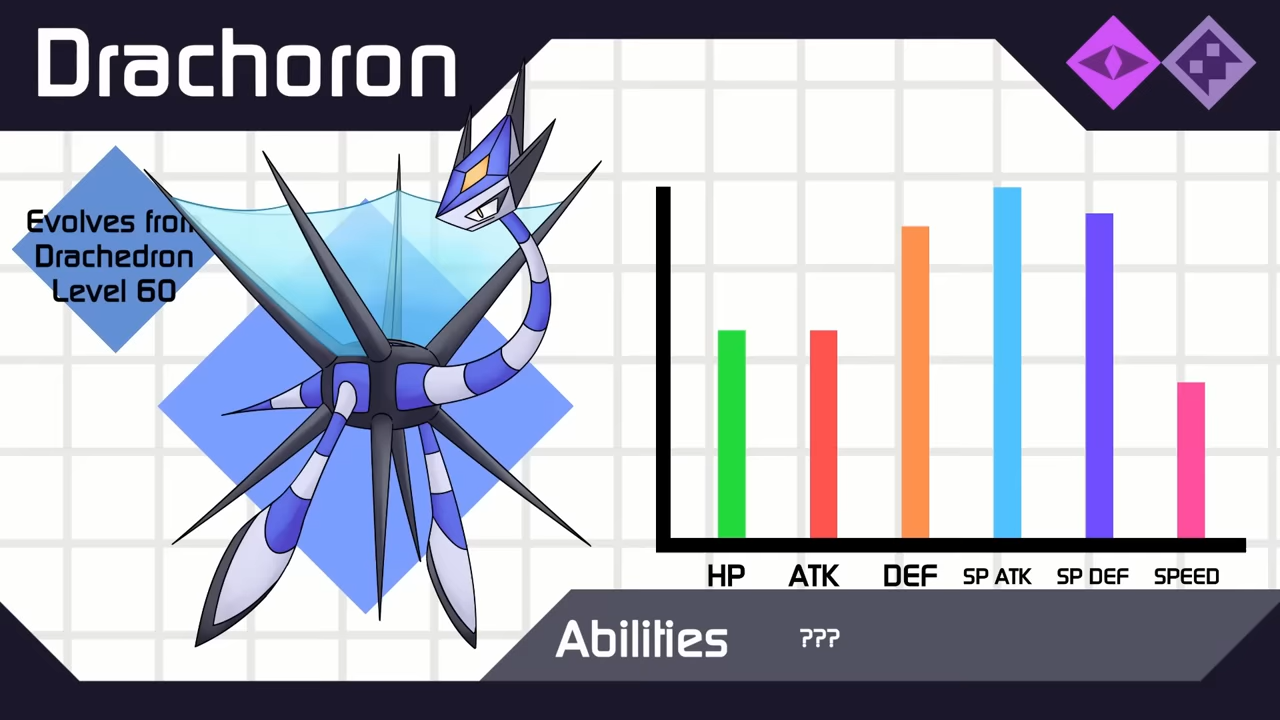 Drachoron
Evolves from
Drachedron
Level 60
HP ATK DEF SP ATK SP DEF SPEED
Abilities ???